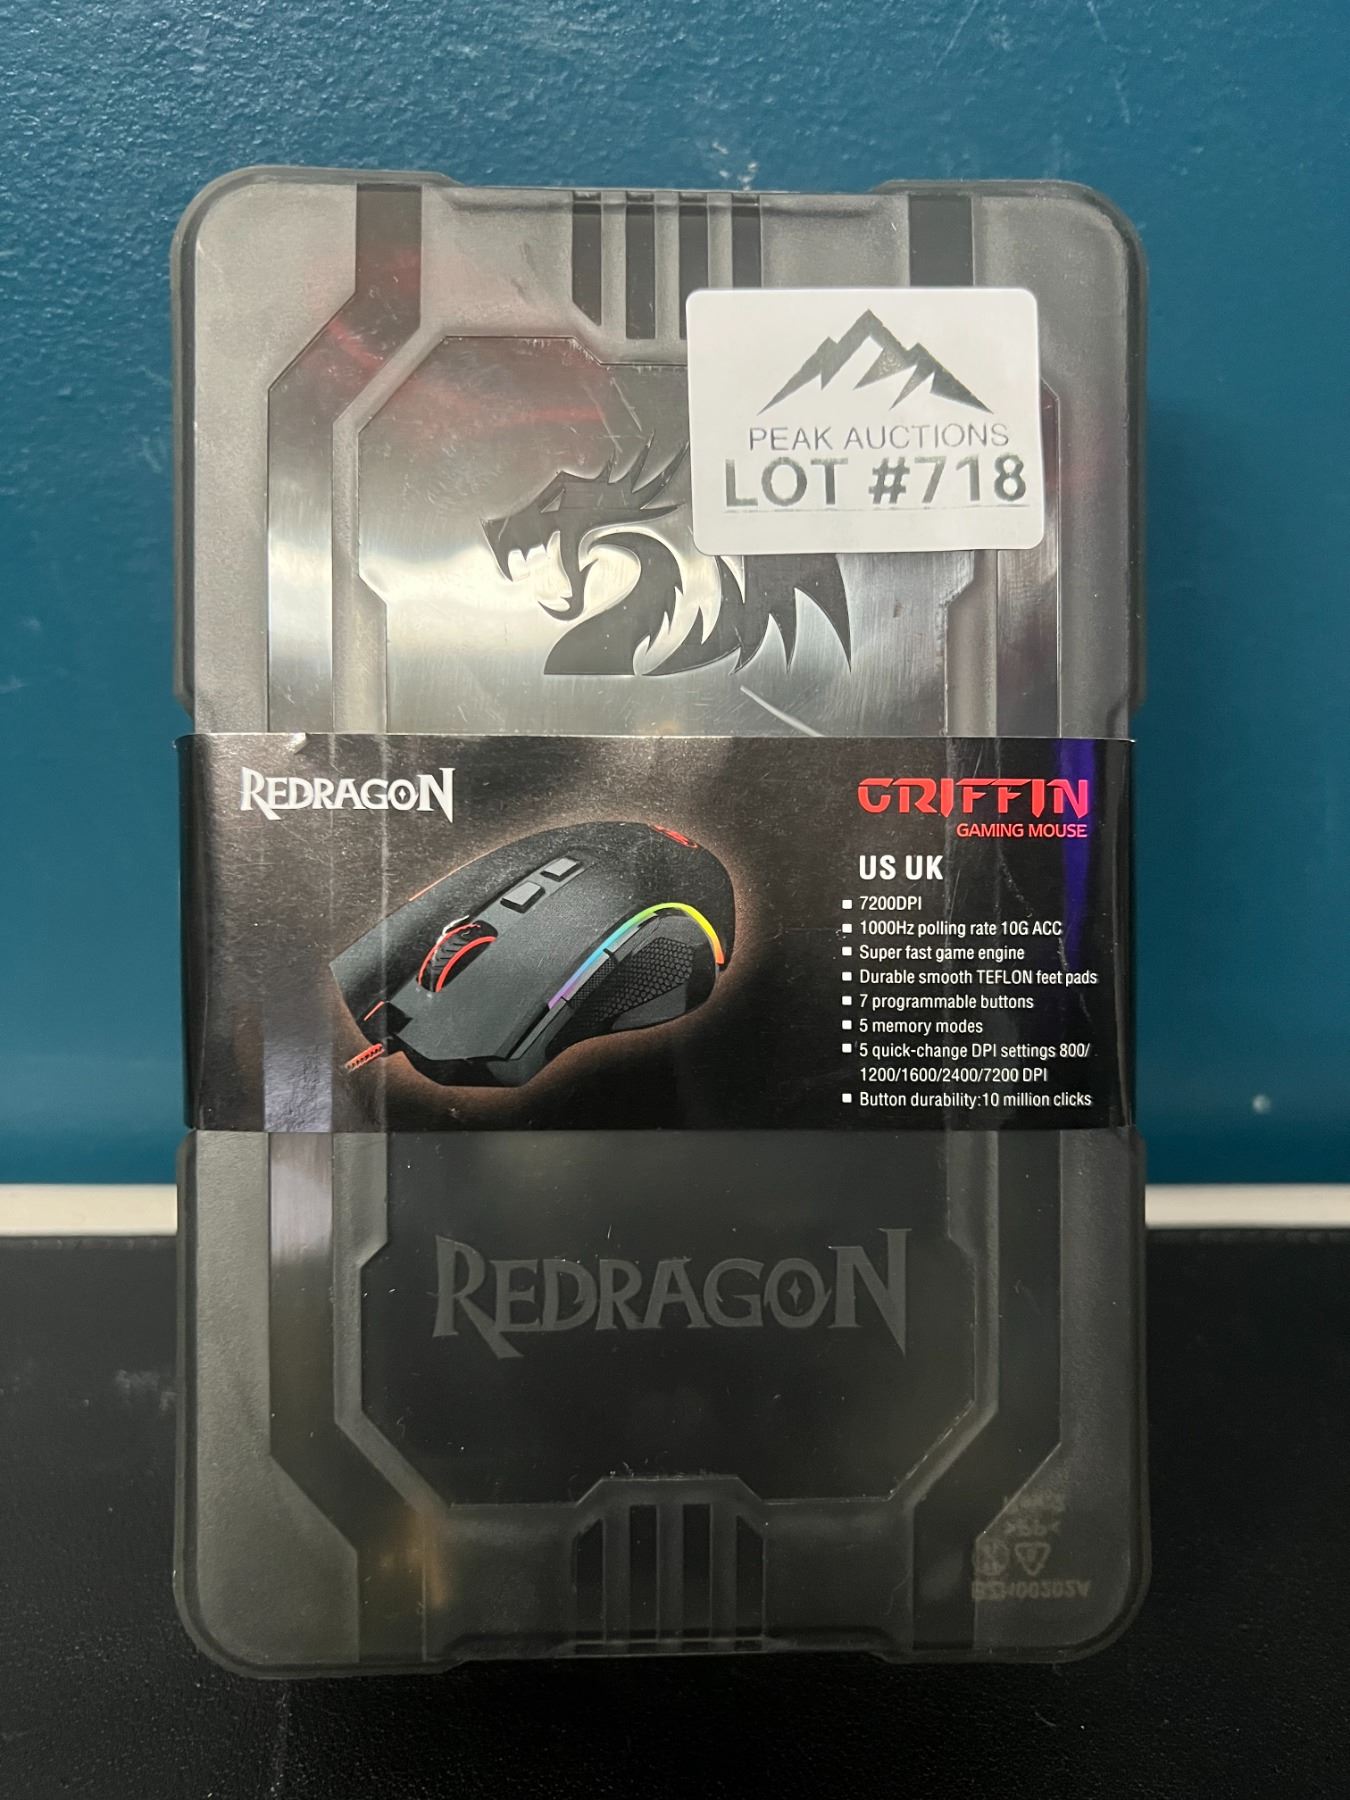 PEAK AUCTIONS
LOT #718
REDRAGON
GRIFFIN
GAMING MOUSE
US UK
7200DPI
1000Hz polling rate 10G ACC
Super fast game engine
Durable smooth TEFLON feet pads
7 programmable buttons
5 memory modes
5 quick-change DPI settings 800/
1200/1600/2400/7200 DPI
Button durability:10 million clicks
REDRAGON
>PP<